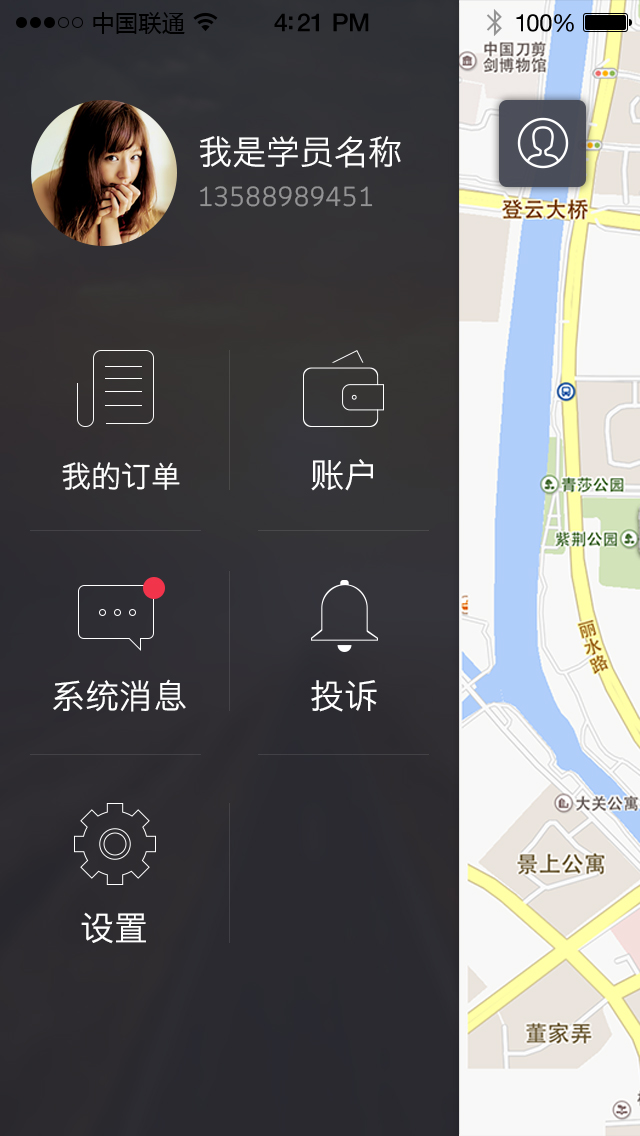 中国联通
4:21 PM
100%
我是学员名称
13588989451
我的订单
账户
系统消息
投诉
设置
中国刀剪
剑博物馆
登云大桥
青莎公园
紫荆公园
丽水路
大关公寓
景上公寓
董家弄